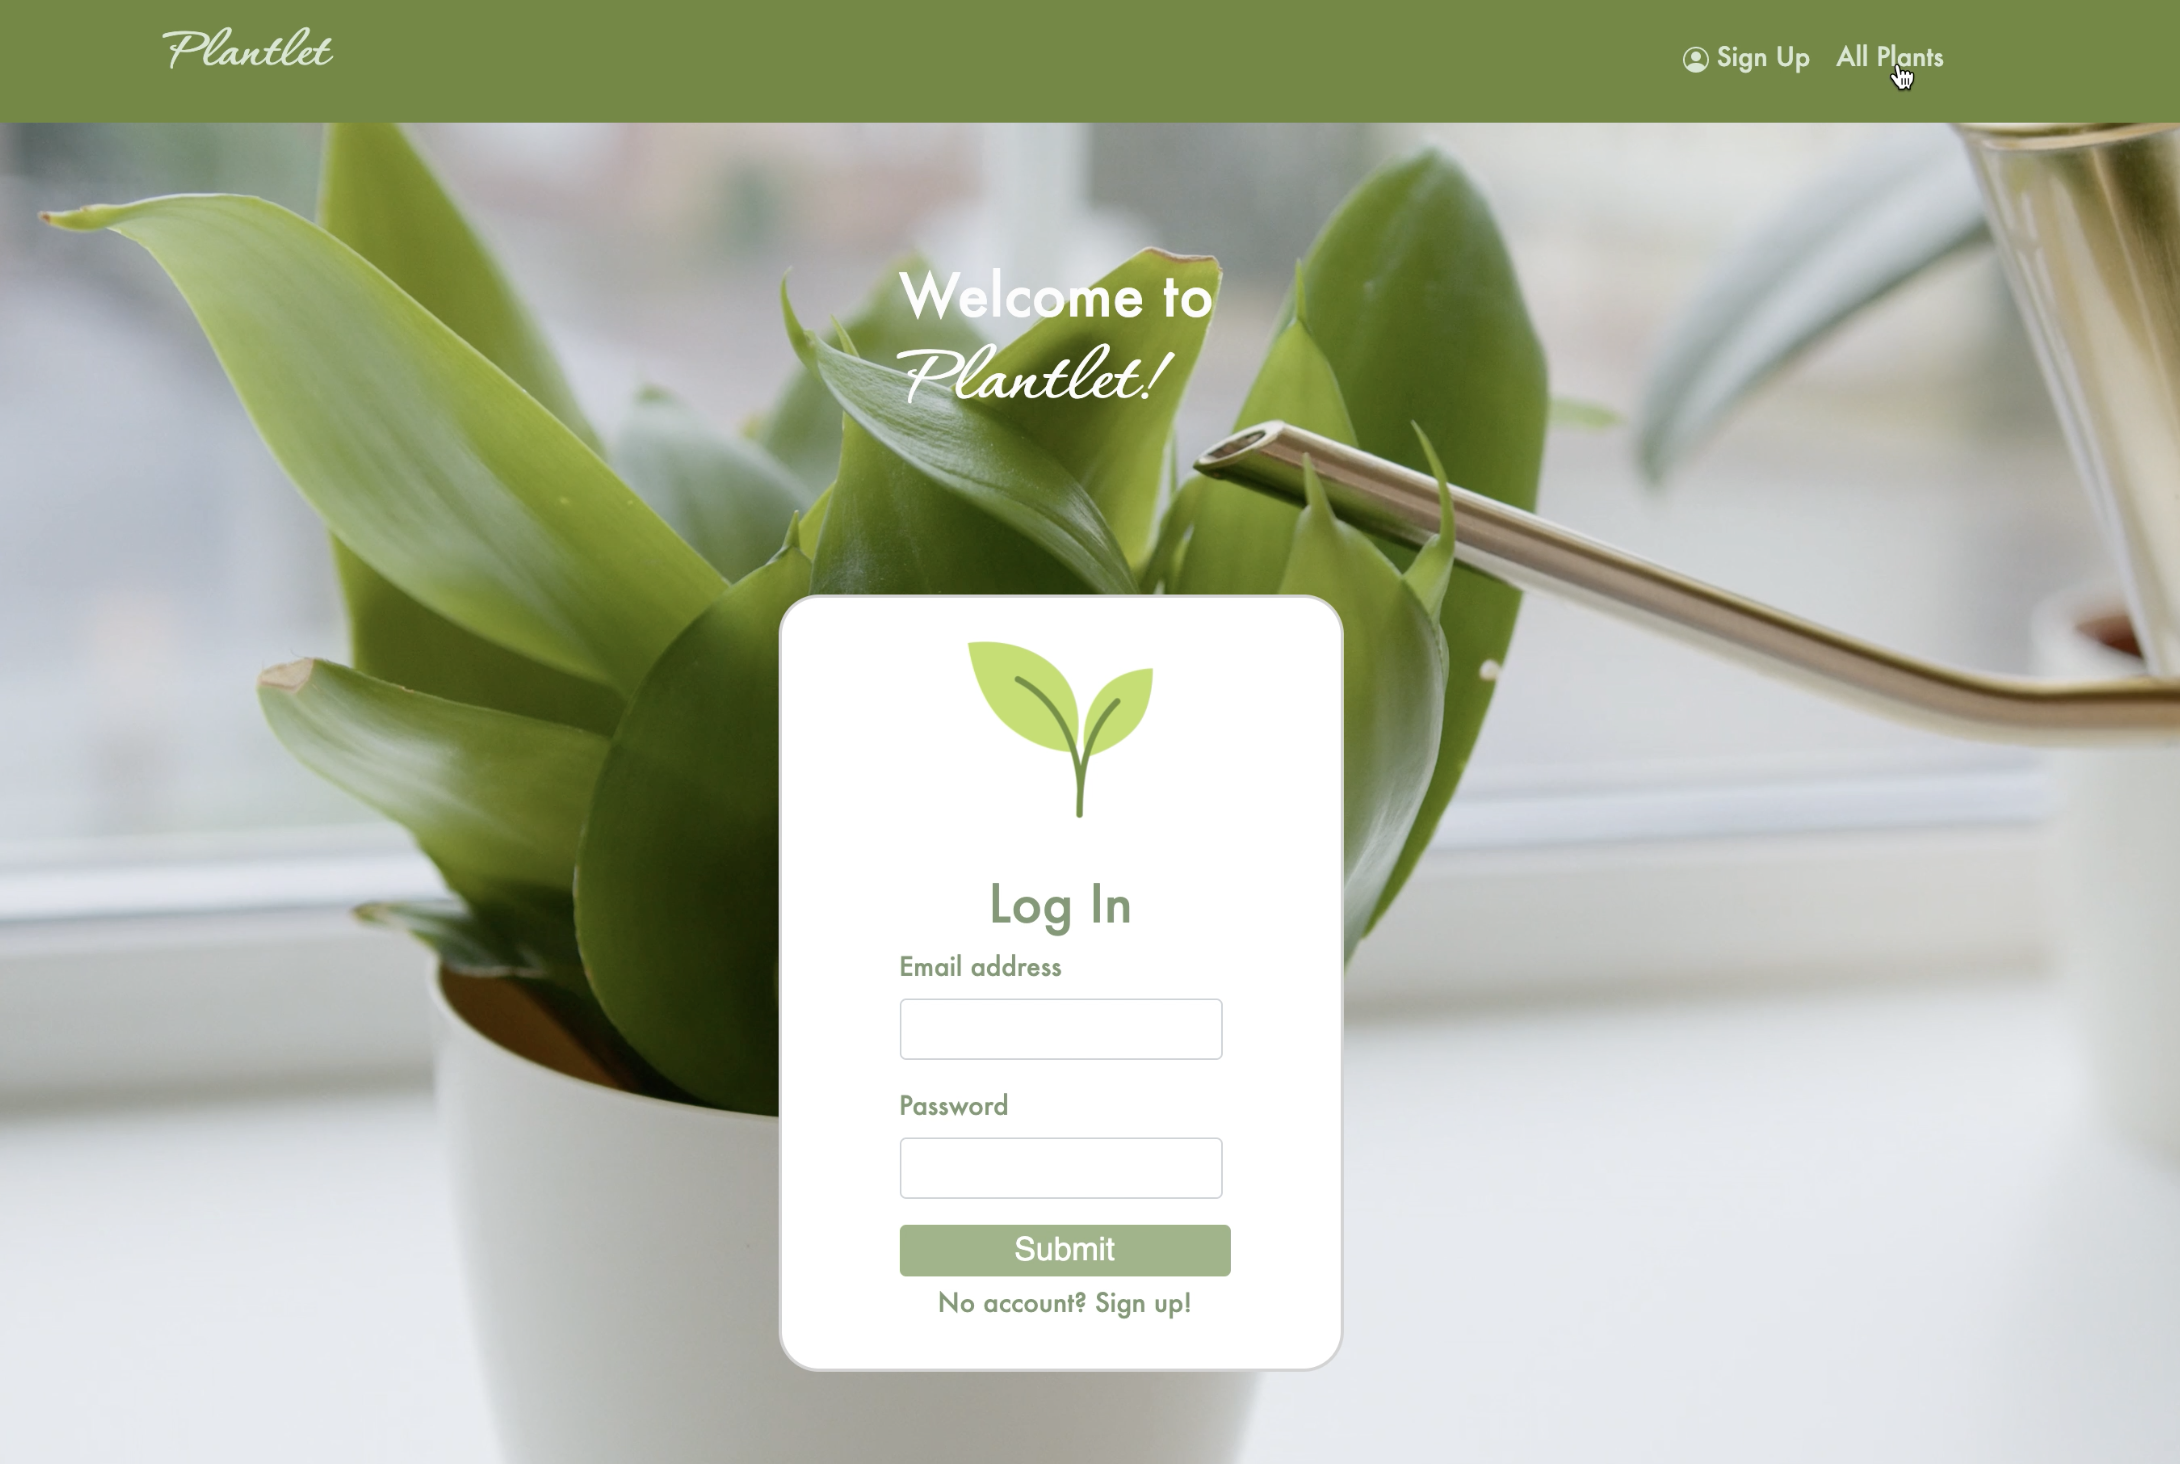 Plantlet
Sign Up
All Plants
Welcome to
Plantlet!
Log In
Email address
Password
Submit
No account? Sign up!